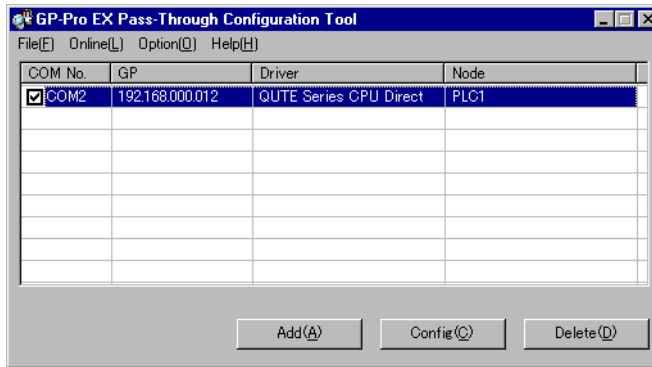 GP-Pro EX Pass-Through Configuration Tool
File(F) Online(L) Option(O) Help(H)
COM No. GP Driver Node
COM2 192.168.000.012 QUTE Series CPU Direct PLC1
Add(A) Config(C) Delete(D)